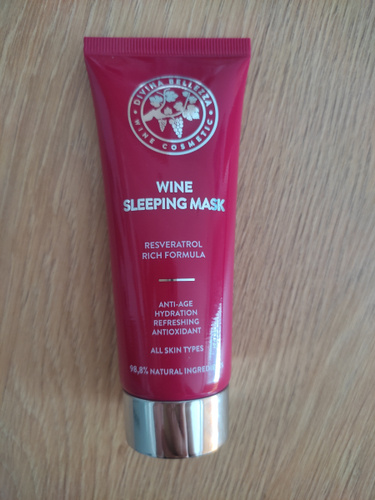 DIVINA BELLEZZA
WINE COSMETIC
WINE
SLEEPING MASK
RESVERATROL
RICH FORMULA
ANTI-AGE
HYDRATION
REFRESHING
ANTIOXIDANT
ALL SKIN TYPES
98,8% NATURAL